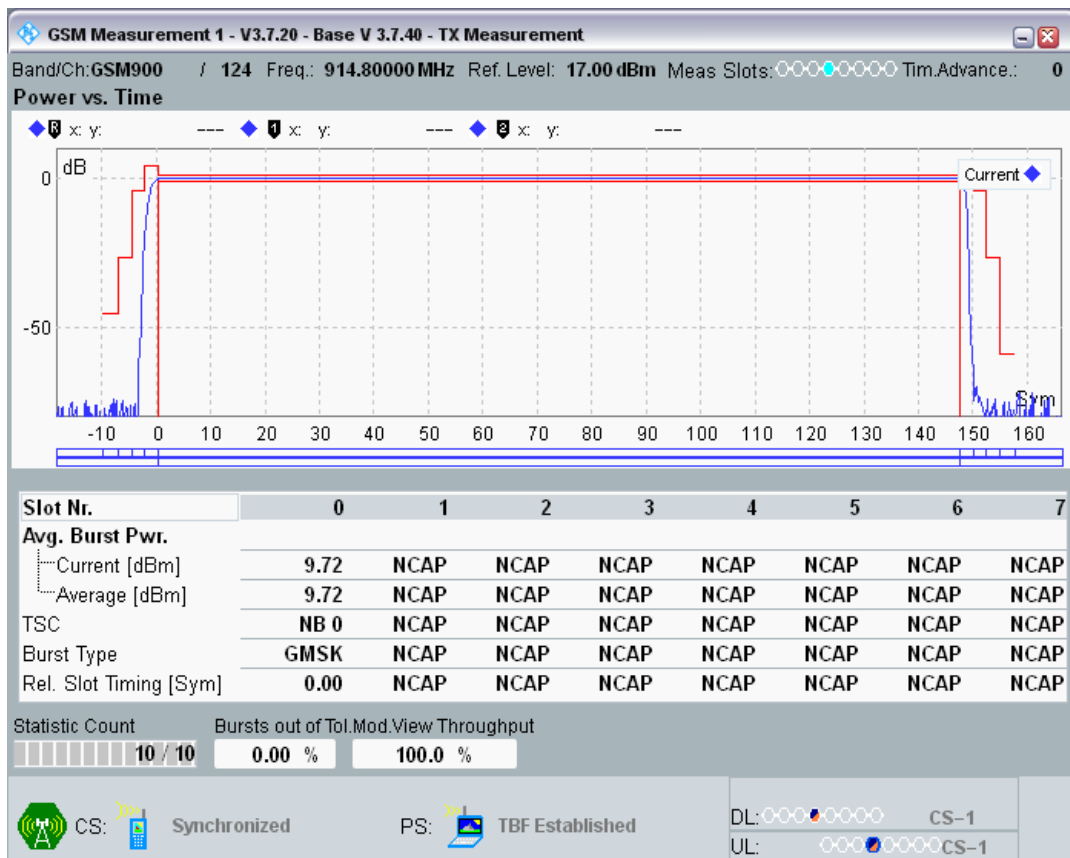 GSM Measurement 1 - V3.7.20 - Base V 3.7.40 - TX Measurement
Band/Ch:GSM900 / 124 Freq.: 914.80000 MHz Ref. Level: 17.00 dBm Meas Slots: Tim.Advance.: 0
Power vs. Time
R x: y: --- 1 x: y: --- 2 x: y: ---
dB
Current
0
-50
Sym
-10 0 10 20 30 40 50 60 70 80 90 100 110 120 130 140 150 160
Slot Nr. 0 1 2 3 4 5 6 7
Avg. Burst Pwr.
Current [dBm] 9.72 NCAP NCAP NCAP NCAP NCAP NCAP NCAP
Average [dBm] 9.72 NCAP NCAP NCAP NCAP NCAP NCAP NCAP
TSC NB 0 NCAP NCAP NCAP NCAP NCAP NCAP NCAP
Burst Type GMSK NCAP NCAP NCAP NCAP NCAP NCAP NCAP
Rel. Slot Timing [Sym] 0.00 NCAP NCAP NCAP NCAP NCAP NCAP NCAP
Statistic Count Bursts out of Tol.Mod.View Throughput
10 / 10 0.00 % 100.0 %
CS: Synchronized PS: TBF Established
DL: CS-1
UL: CS-1